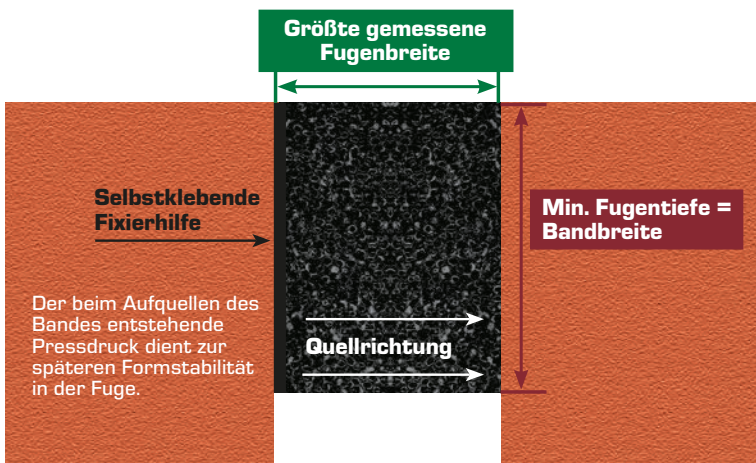 Größte gemessene
Fugenbreite
Selbstklebende
Fixierhilfe
Min. Fugentiefe =
Bandbreite
Der beim Aufquellen des
Bandes entstehende
Pressdruck dient zur
späteren Formstabilität
in der Fuge.
Quellrichtung